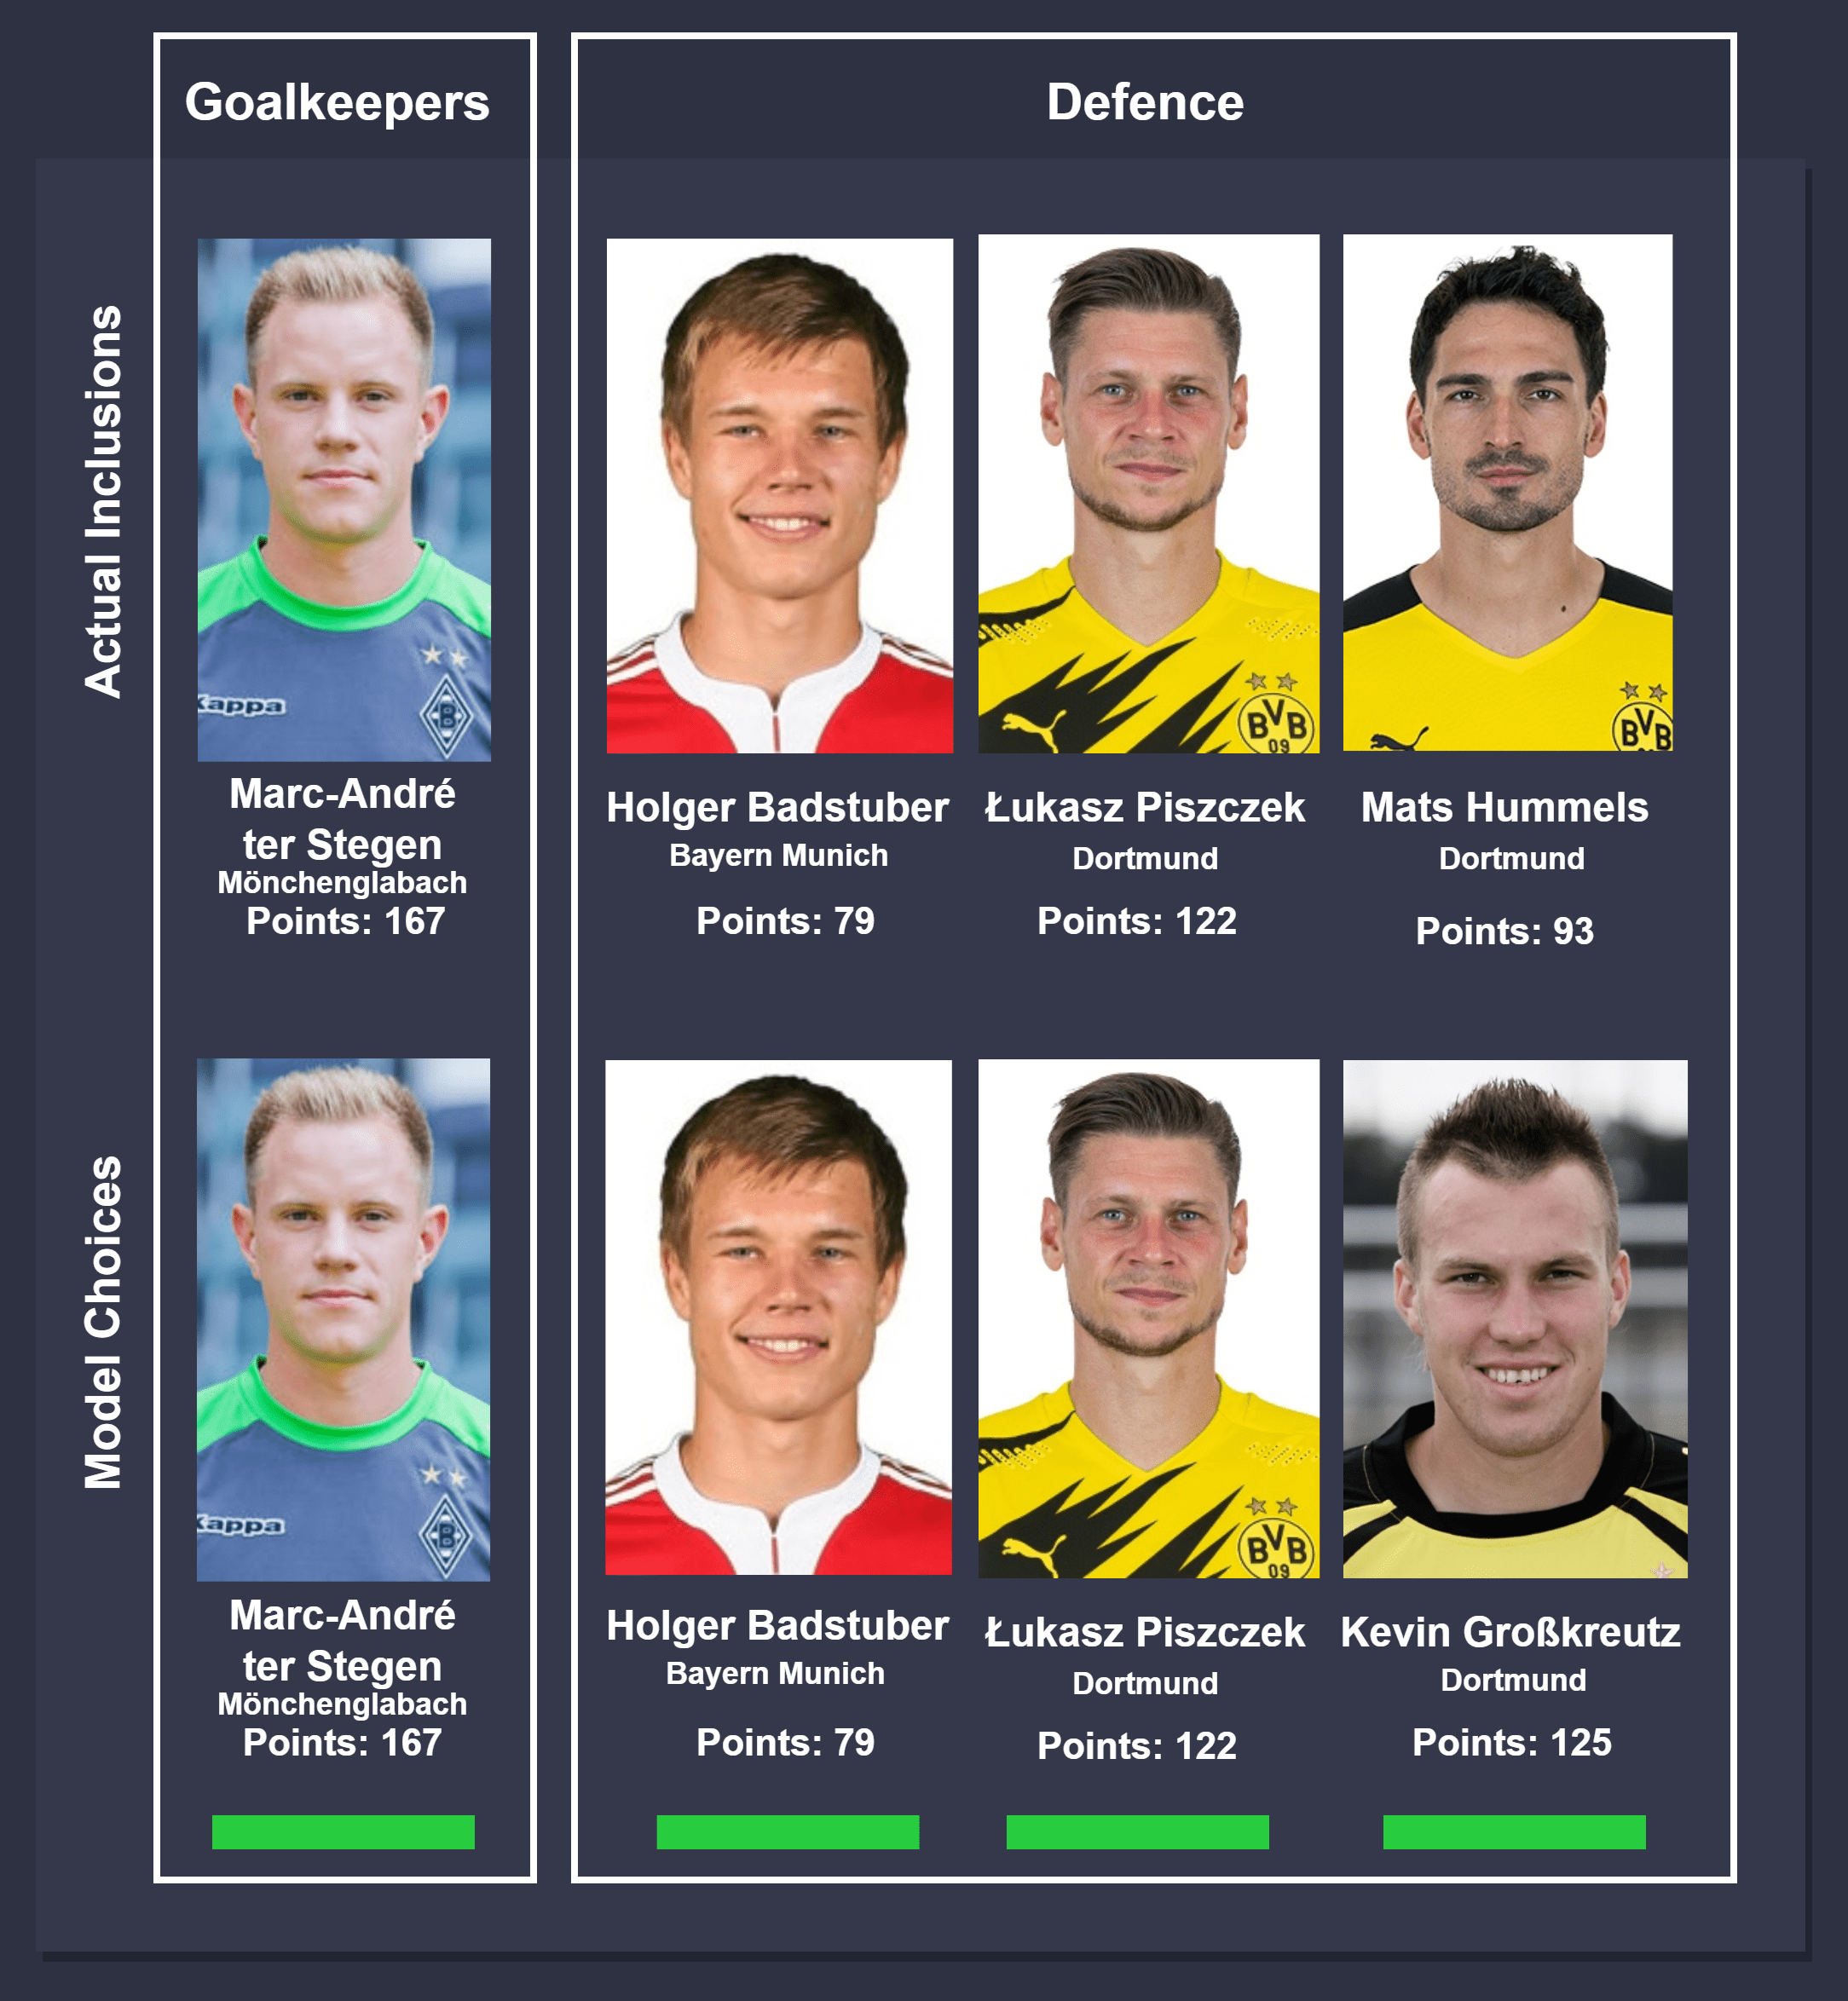 Goalkeepers
Defence
Actual Inclusions
Kappa
B
BVB
09
BVB
Marc-André
ter Stegen
Mönchenglabach
Points: 167
Holger Badstuber
Bayern Munich
Points: 79
Łukasz Piszczek
Dortmund
Points: 122
Mats Hummels
Dortmund
Points: 93
Model Choices
Kappa
B
BVB
09
Marc-André
ter Stegen
Mönchenglabach
Points: 167
Holger Badstuber
Bayern Munich
Points: 79
Łukasz Piszczek
Dortmund
Points: 122
Kevin Großkreutz
Dortmund
Points: 125